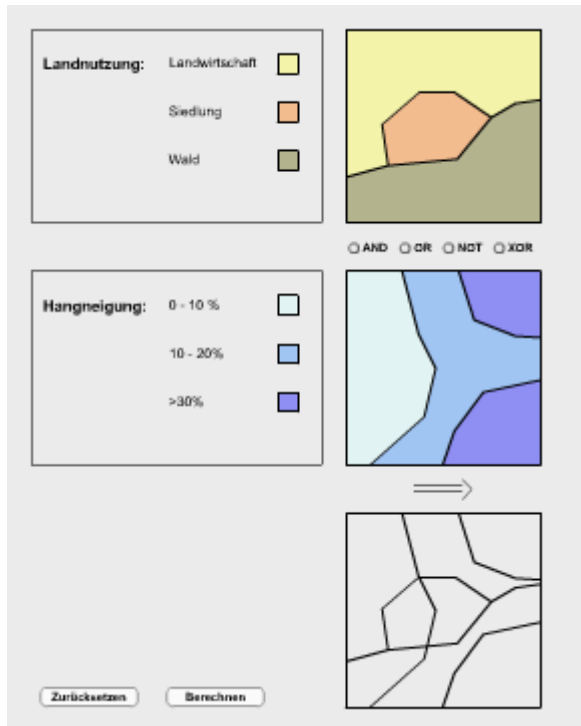 Landnutzung: Landwirtschaft
Siedlung
Wald
AND OR NOT XOR
Hangneigung: 0 - 10 %
10 - 20%
>30%
Zurücksetzen Berechnen